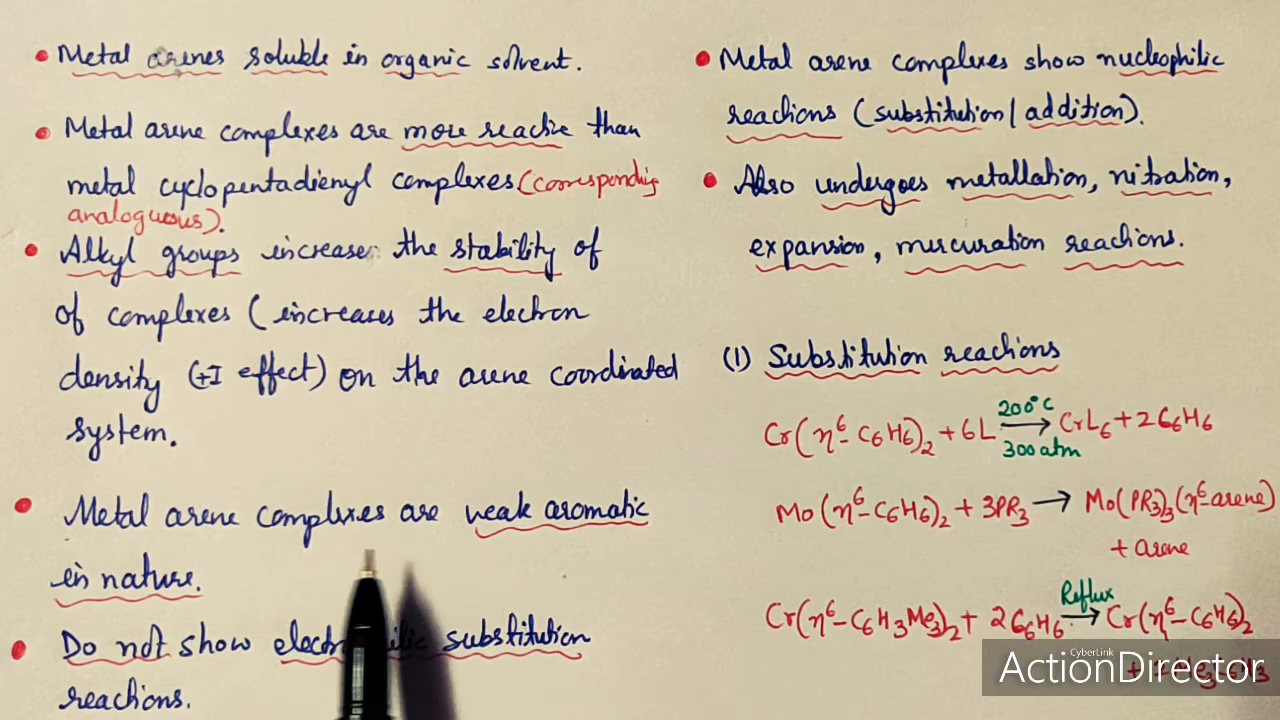 • Metal arenes soluble in organic solvent.
• Metal arene complexes are more reactie than
metal cyclopentadienyl complexes (corresponding
analoguous).
• Alkyl groups increase the stability of
of complexes (increases the electron
density (+I effect) on the arene coordinated
system.
• Metal arene complexes are weak aromatic
in nature.
• Do not show substitution
reactions.
• Metal arene complexes show nucleophilic
reactions (substitution/addition).
• Also undergoes metallation, nitration,
expansion, mercuration reactions.
(1) Substitution reactions
Cr(η⁶-C₆H₆)₂ + 6L 200°C → 300 atm CrL₆ + 2C₆H₆
Mo(η⁶-C₆H₆)₂ + 3PR₃ → Mo(PR₃)₃(η⁶-arene)
+ arene
Cr(η⁶-C₆H₃Me₃)₂ + 2C₆H₆ Reflux → Cr(η⁶-C₆H₆)₂
CyberLink
ActionDirector